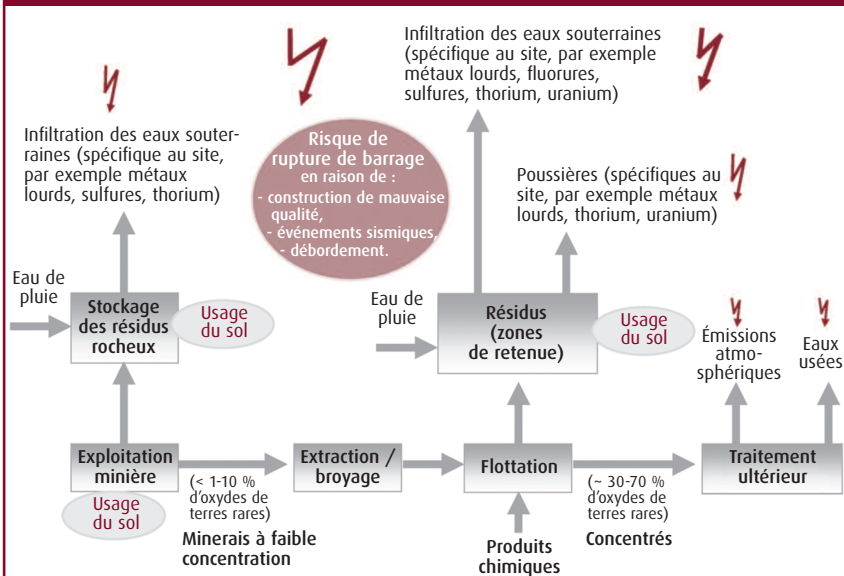 Infiltration des eaux souter-
raines (spécifique au site,
par exemple métaux
lourds, sulfures, thorium)
Risque de
rupture de barrage
en raison de :
- construction de mauvaise
qualité,
- événements sismiques,
- débordement.
Infiltration des eaux souterraines
(spécifique au site, par exemple
métaux lourds, fluorures,
sulfures, thorium, uranium)
Poussières (spécifiques au
site, par exemple métaux
lourds, thorium, uranium)
Eau de
pluie
Stockage
des résidus
rocheux
Usage
du sol
Eau de
pluie
Résidus
(zones
de retenue)
Usage
du sol
Émissions
atmo-
sphériques
Eaux
usées
Exploitation
minière
Usage
du sol
(< 1-10 %
d'oxydes de
terres rares)
Minerais à faible
concentration
Extraction /
broyage
Flottation
Produits
chimiques
(~ 30-70 %
d'oxydes de
terres rares)
Concentrés
Traitement
ultérieur